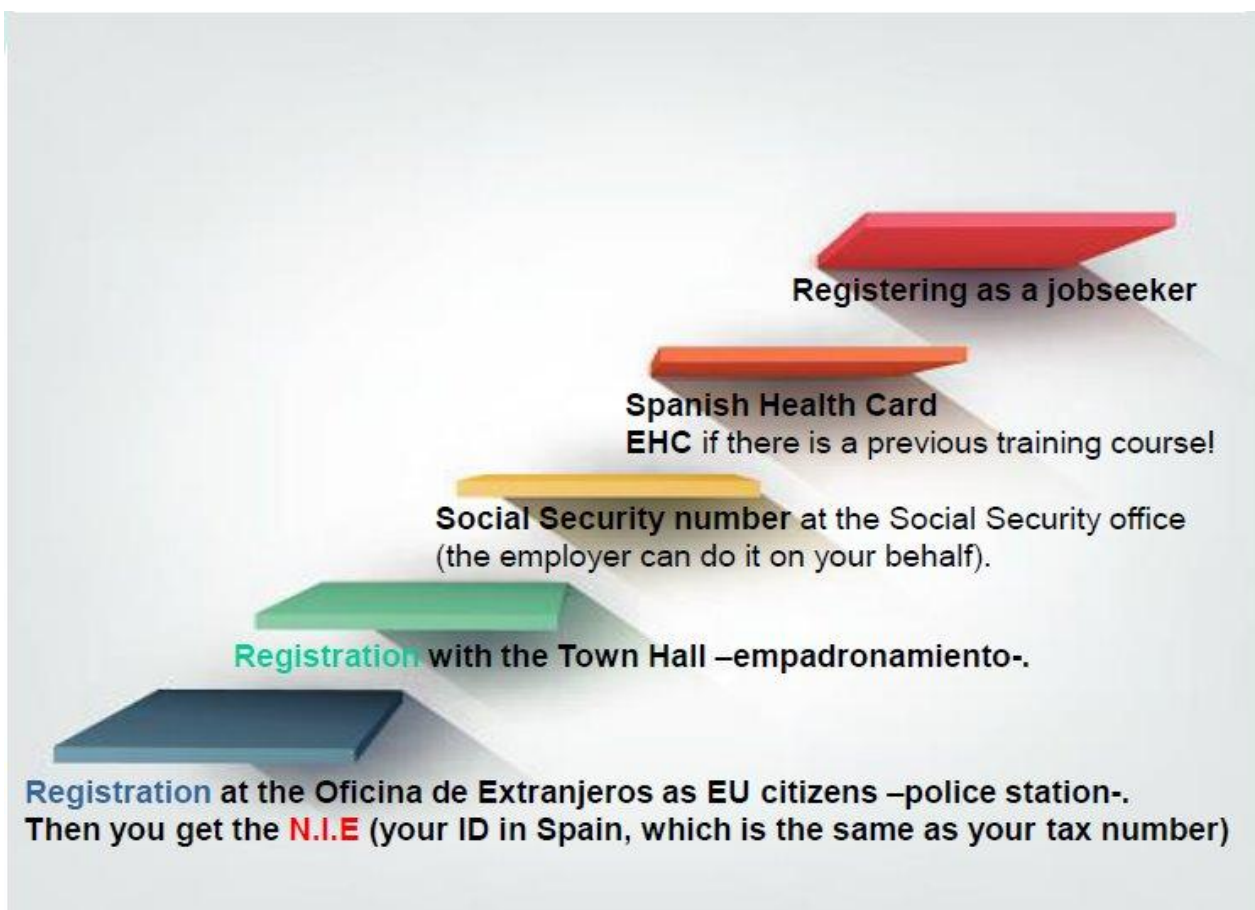 Registering as a jobseeker
Spanish Health Card
EHC if there is a previous training course!
Social Security number at the Social Security office
(the employer can do it on your behalf).
Registration with the Town Hall –empadronamiento-.
Registration at the Oficina de Extranjeros as EU citizens –police station-.
Then you get the N.I.E (your ID in Spain, which is the same as your tax number)